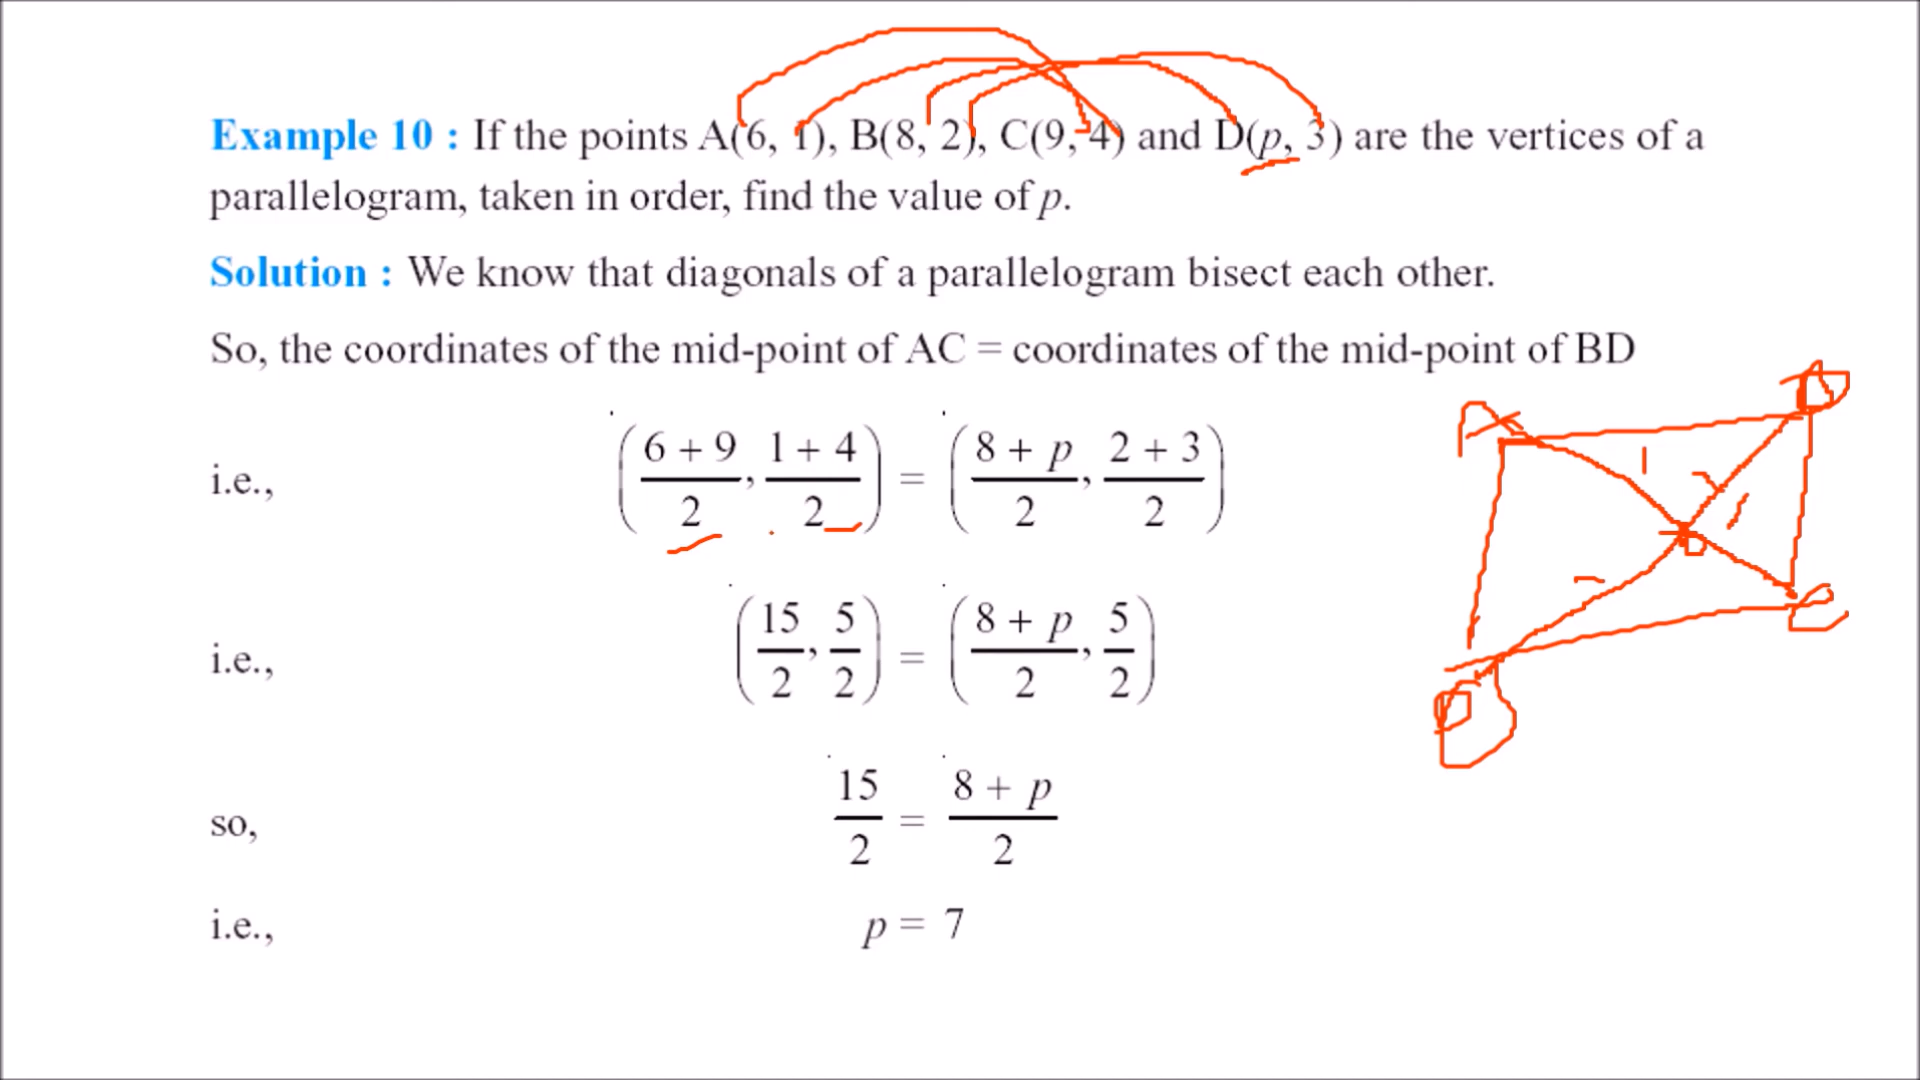 Example 10 : If the points A(6, 1), B(8, 2), C(9, 4) and D(p, 3) are the vertices of a
parallelogram, taken in order, find the value of p.
Solution : We know that diagonals of a parallelogram bisect each other.
So, the coordinates of the mid-point of AC = coordinates of the mid-point of BD
i.e., ((6 + 9)/2, (1 + 4)/2) = ((8 + p)/2, (2 + 3)/2)
i.e., (15/2, 5/2) = ((8 + p)/2, 5/2)
so, 15/2 = (8 + p)/2
i.e., p = 7